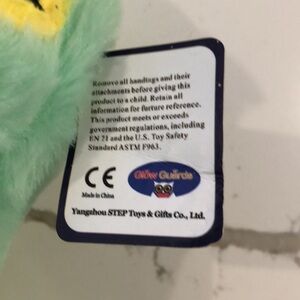 Remove all handtags and their
attachments before giving this
product to a child. Retain all
information for furture reference.
This product meets or exceeds
government regulations, including
EN 71 and the U.S. Toy Safety
Standard ASTM F963.
CE
Made in China
Glow Guards
Yangzhou STEP Toys & Gifts Co., Ltd.